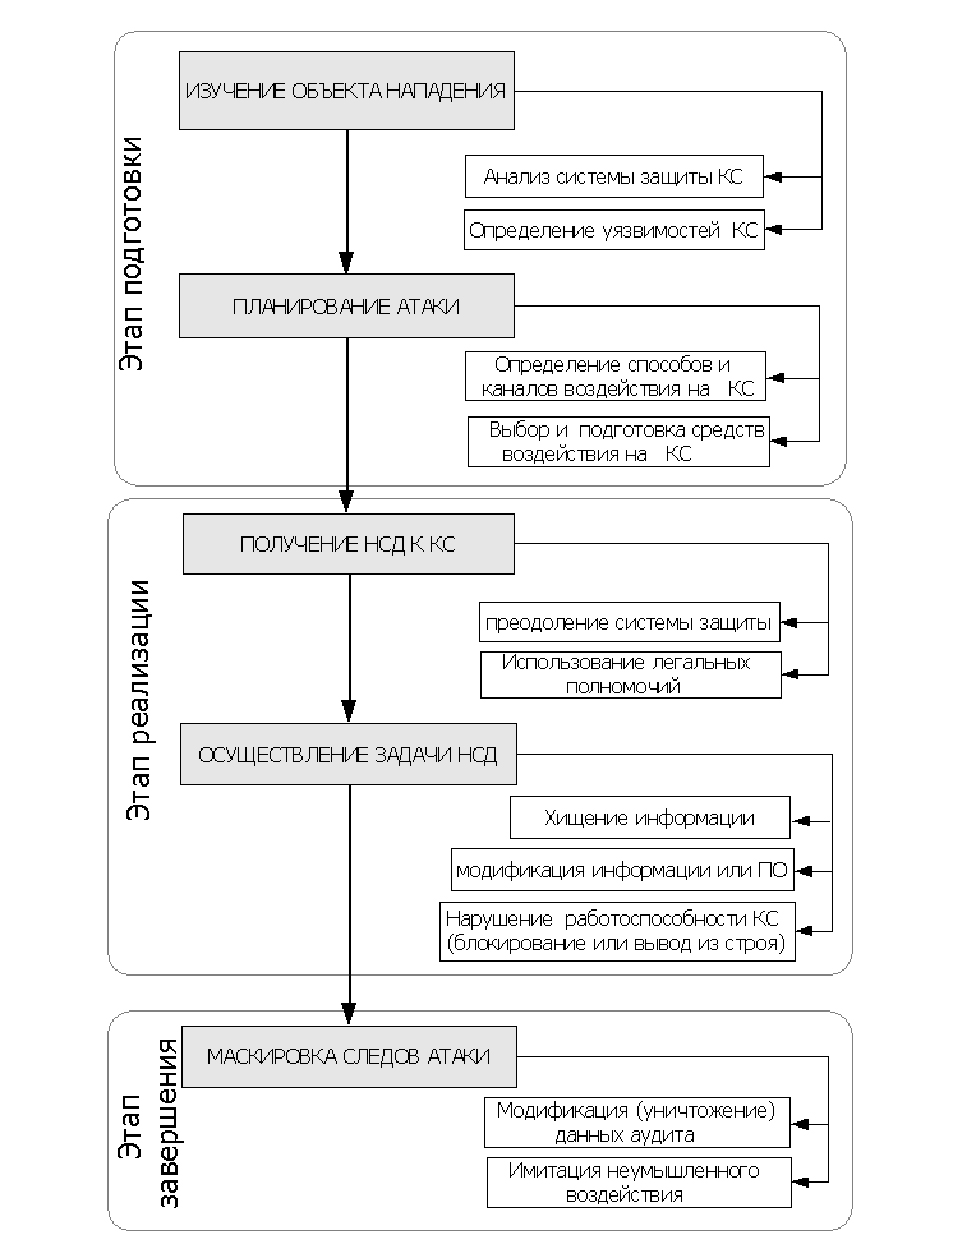 Этап подготовки
ИЗУЧЕНИЕ ОБЪЕКТА НАПАДЕНИЯ
Анализ системы защиты КС
Определение уязвимостей КС
ПЛАНИРОВАНИЕ АТАКИ
Определение способов и
каналов воздействия на КС
Выбор и подготовка средств
воздействия на КС
Этап реализации
ПОЛУЧЕНИЕ НСД К КС
преодоление системы защиты
Использование легальных
полномочий
ОСУЩЕСТВЛЕНИЕ ЗАДАЧИ НСД
Хищение информации
модификация информации или ПО
Нарушение работоспособности КС
(блокирование или вывод из строя)
Этап
завершения
МАСКИРОВКА СЛЕДОВ АТАКИ
Модификация (уничтожение)
данных аудита
Имитация неумышленного
воздействия